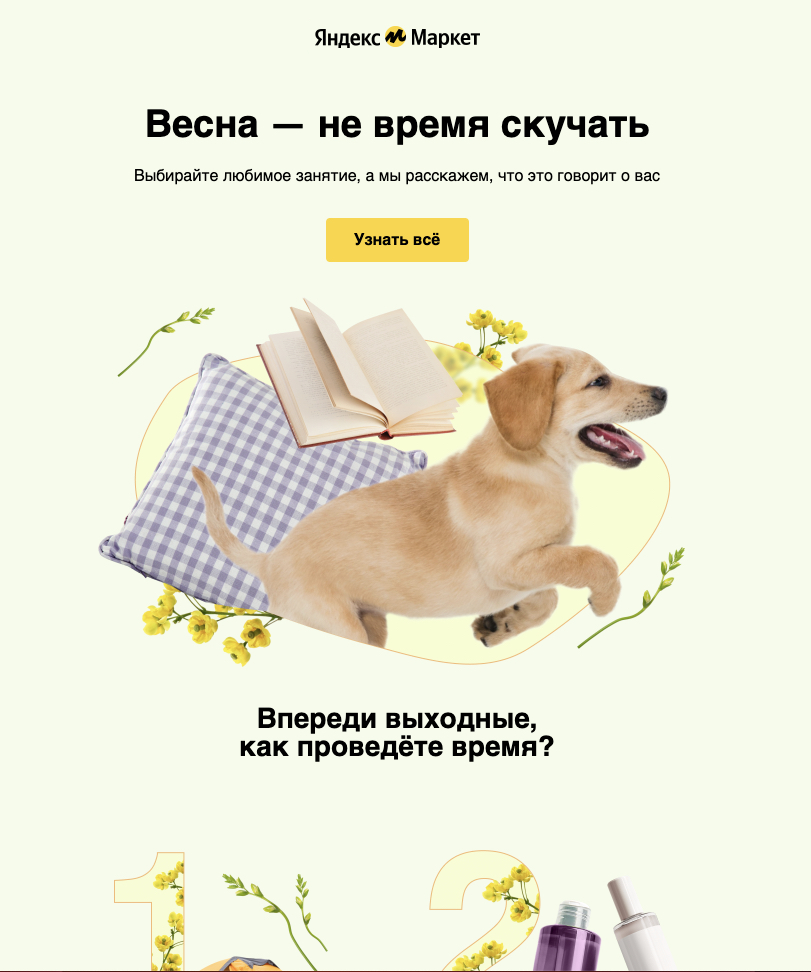 Яндекс Маркет
Весна — не время скучать
Выбирайте любимое занятие, а мы расскажем, что это говорит о вас
Узнать всё
Впереди выходные,
как проведёте время?
1 2